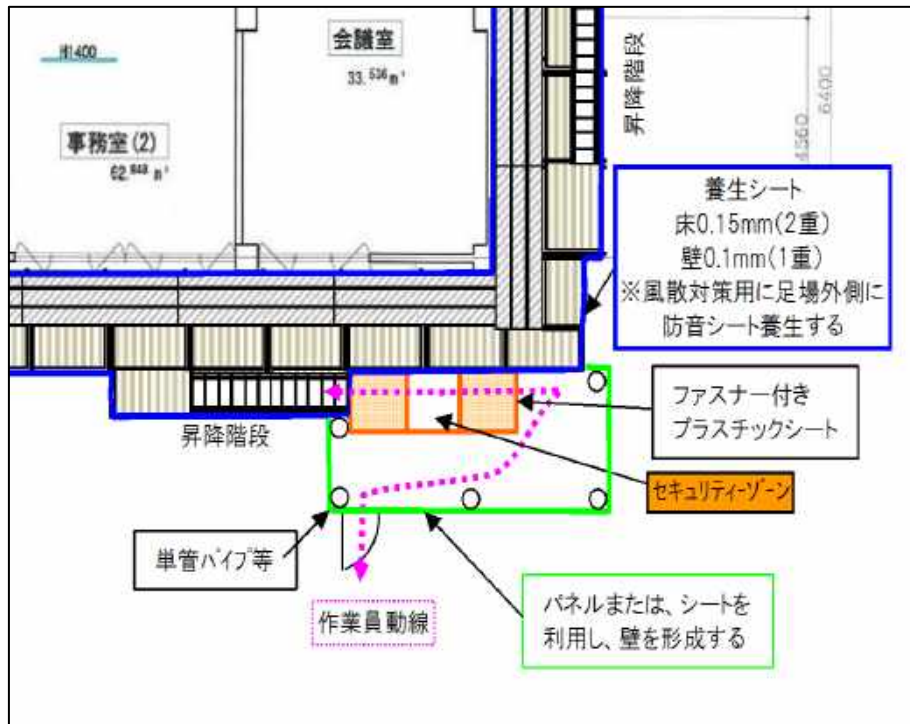 H1400
会議室
33.536㎡
事務室(2)
62.848㎡
昇降階段
4560
6400
養生シート
床0.15mm(2重)
壁0.1mm(1重)
※風散対策用に足場外側に
防音シート養生する
ファスナー付き
プラスチックシート
昇降階段
セキュリティーゾーン
単管パイプ等
作業員動線
パネルまたは、シートを
利用し、壁を形成する